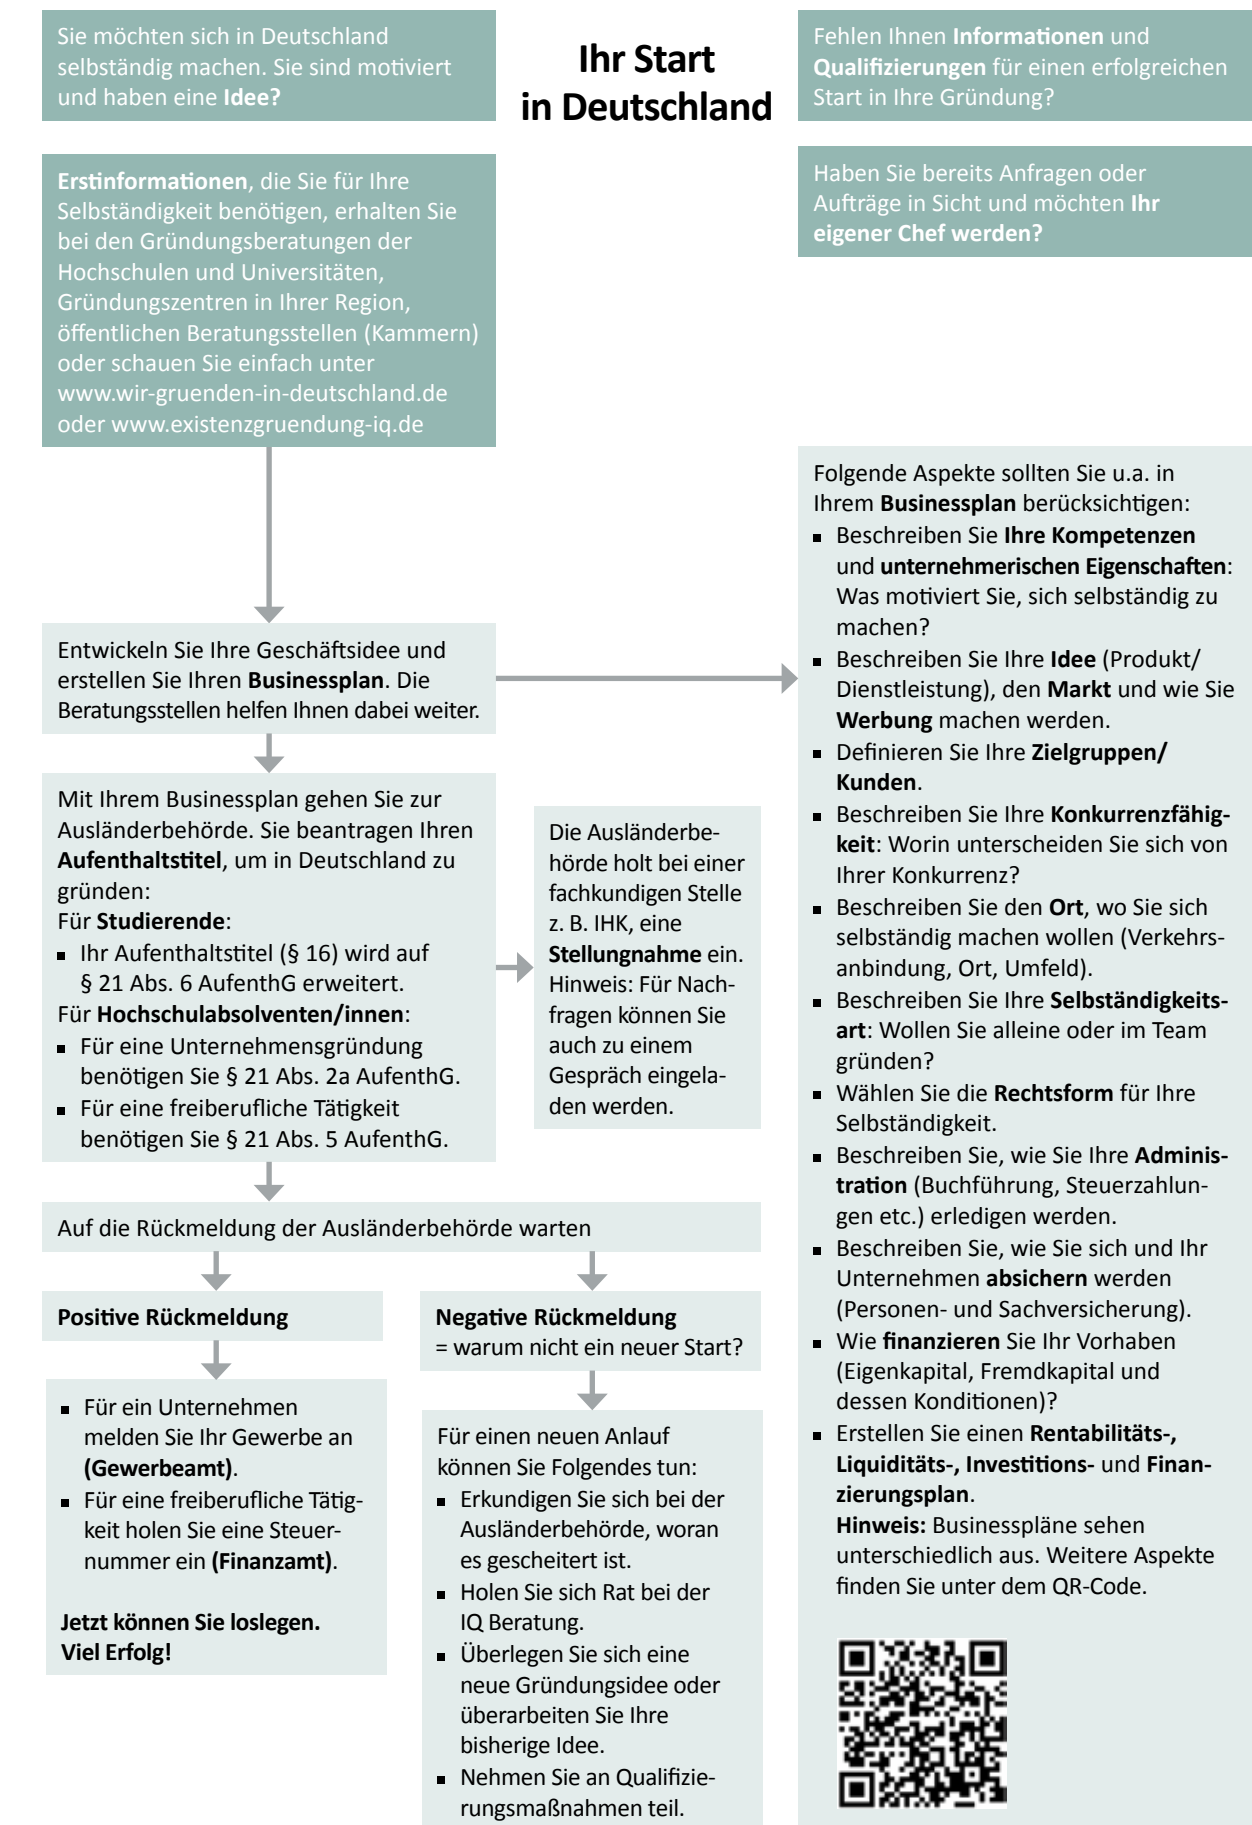 Sie möchten sich in Deutschland
selbständig machen. Sie sind motiviert
und haben eine Idee?
Ihr Start
in Deutschland
Fehlen Ihnen Informationen und
Qualifizierungen für einen erfolgreichen
Start in Ihre Gründung?
Erstinformationen, die Sie für Ihre
Selbständigkeit benötigen, erhalten Sie
bei den Gründungsberatungen der
Hochschulen und Universitäten,
Gründungszentren in Ihrer Region,
öffentlichen Beratungsstellen (Kammern)
oder schauen Sie einfach unter
www.wir-gruenden-in-deutschland.de
oder www.existenzgruendung-iq.de
Haben Sie bereits Anfragen oder
Aufträge in Sicht und möchten Ihr
eigener Chef werden?
Entwickeln Sie Ihre Geschäftsidee und
erstellen Sie Ihren Businessplan. Die
Beratungsstellen helfen Ihnen dabei weiter.
Mit Ihrem Businessplan gehen Sie zur
Ausländerbehörde. Sie beantragen Ihren
Aufenthaltstitel, um in Deutschland zu
gründen:
Für Studierende:
▪ Ihr Aufenthaltstitel (§ 16) wird auf
§ 21 Abs. 6 AufenthG erweitert.
Für Hochschulabsolventen/innen:
▪ Für eine Unternehmensgründung
benötigen Sie § 21 Abs. 2a AufenthG.
▪ Für eine freiberufliche Tätigkeit
benötigen Sie § 21 Abs. 5 AufenthG.
Die Ausländerbe-
hörde holt bei einer
fachkundigen Stelle
z. B. IHK, eine
Stellungnahme ein.
Hinweis: Für Nach-
fragen können Sie
auch zu einem
Gespräch eingela-
den werden.
Auf die Rückmeldung der Ausländerbehörde warten
Positive Rückmeldung
▪ Für ein Unternehmen
melden Sie Ihr Gewerbe an
(Gewerbeamt).
▪ Für eine freiberufliche Tätig-
keit holen Sie eine Steuer-
nummer ein (Finanzamt).
Jetzt können Sie loslegen.
Viel Erfolg!
Negative Rückmeldung
= warum nicht ein neuer Start?
Für einen neuen Anlauf
können Sie Folgendes tun:
▪ Erkundigen Sie sich bei der
Ausländerbehörde, woran
es gescheitert ist.
▪ Holen Sie sich Rat bei der
IQ Beratung.
▪ Überlegen Sie sich eine
neue Gründungsidee oder
überarbeiten Sie Ihre
bisherige Idee.
▪ Nehmen Sie an Qualifizie-
rungsmaßnahmen teil.
Folgende Aspekte sollten Sie u.a. in
Ihrem Businessplan berücksichtigen:
▪ Beschreiben Sie Ihre Kompetenzen
und unternehmerischen Eigenschaften:
Was motiviert Sie, sich selbständig zu
machen?
▪ Beschreiben Sie Ihre Idee (Produkt/
Dienstleistung), den Markt und wie Sie
Werbung machen werden.
▪ Definieren Sie Ihre Zielgruppen/
Kunden.
▪ Beschreiben Sie Ihre Konkurrenzfähig-
keit: Worin unterscheiden Sie sich von
Ihrer Konkurrenz?
▪ Beschreiben Sie den Ort, wo Sie sich
selbständig machen wollen (Verkehrs-
anbindung, Ort, Umfeld).
▪ Beschreiben Sie Ihre Selbständigkeits-
art: Wollen Sie alleine oder im Team
gründen?
▪ Wählen Sie die Rechtsform für Ihre
Selbständigkeit.
▪ Beschreiben Sie, wie Sie Ihre Adminis-
tration (Buchführung, Steuerzahlun-
gen etc.) erledigen werden.
▪ Beschreiben Sie, wie Sie sich und Ihr
Unternehmen absichern werden
(Personen- und Sachversicherung).
▪ Wie finanzieren Sie Ihr Vorhaben
(Eigenkapital, Fremdkapital und
dessen Konditionen)?
▪ Erstellen Sie einen Rentabilitäts-,
Liquiditäts-, Investitions- und Finan-
zierungsplan.
Hinweis: Businesspläne sehen
unterschiedlich aus. Weitere Aspekte
finden Sie unter dem QR-Code.